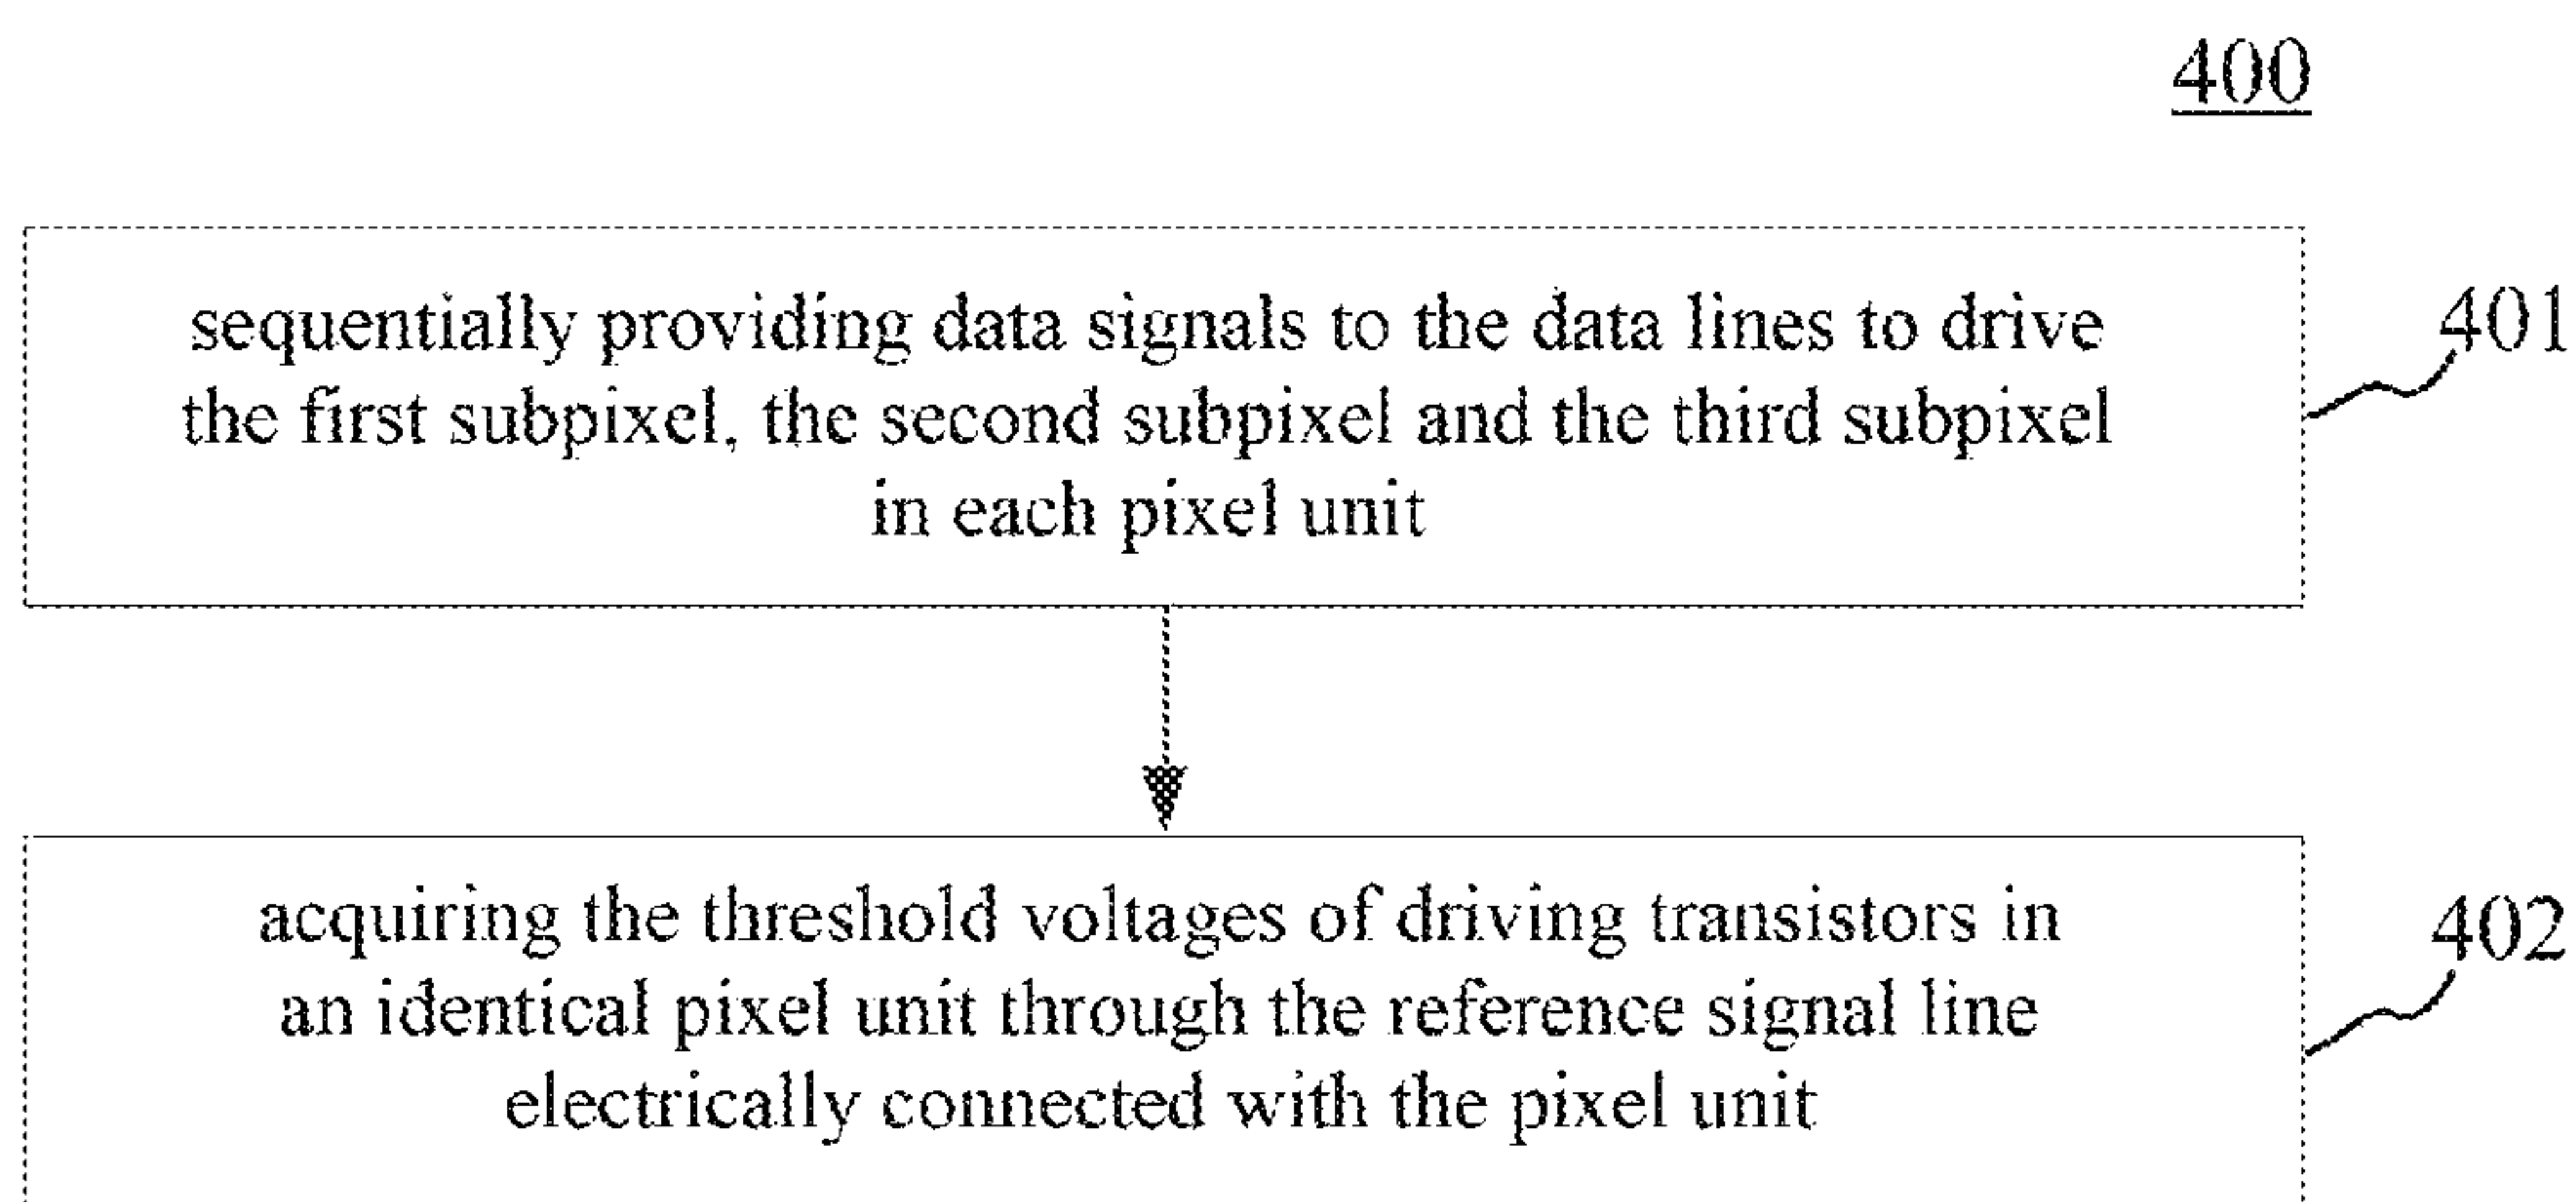 400
sequentially providing data signals to the data lines to drive
the first subpixel, the second subpixel and the third subpixel
in each pixel unit
401
acquiring the threshold voltages of driving transistors in
an identical pixel unit through the reference signal line
electrically connected with the pixel unit
402